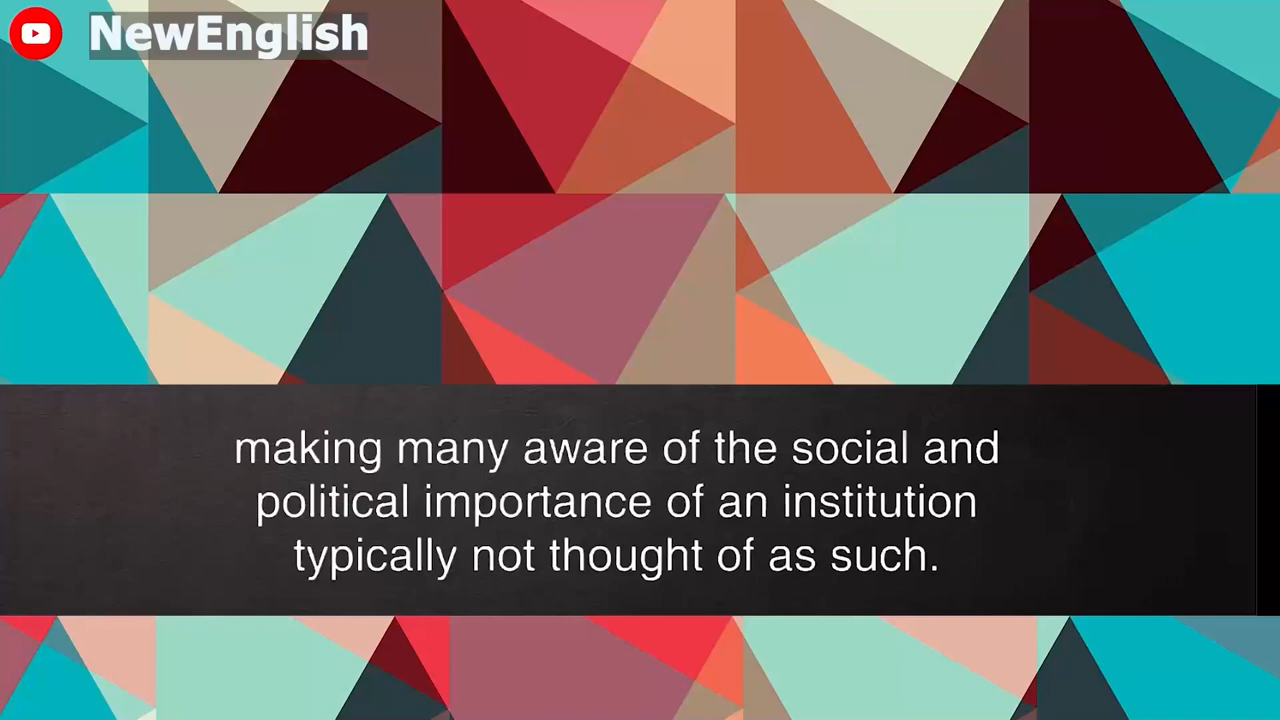 NewEnglish
making many aware of the social and
political importance of an institution
typically not thought of as such.